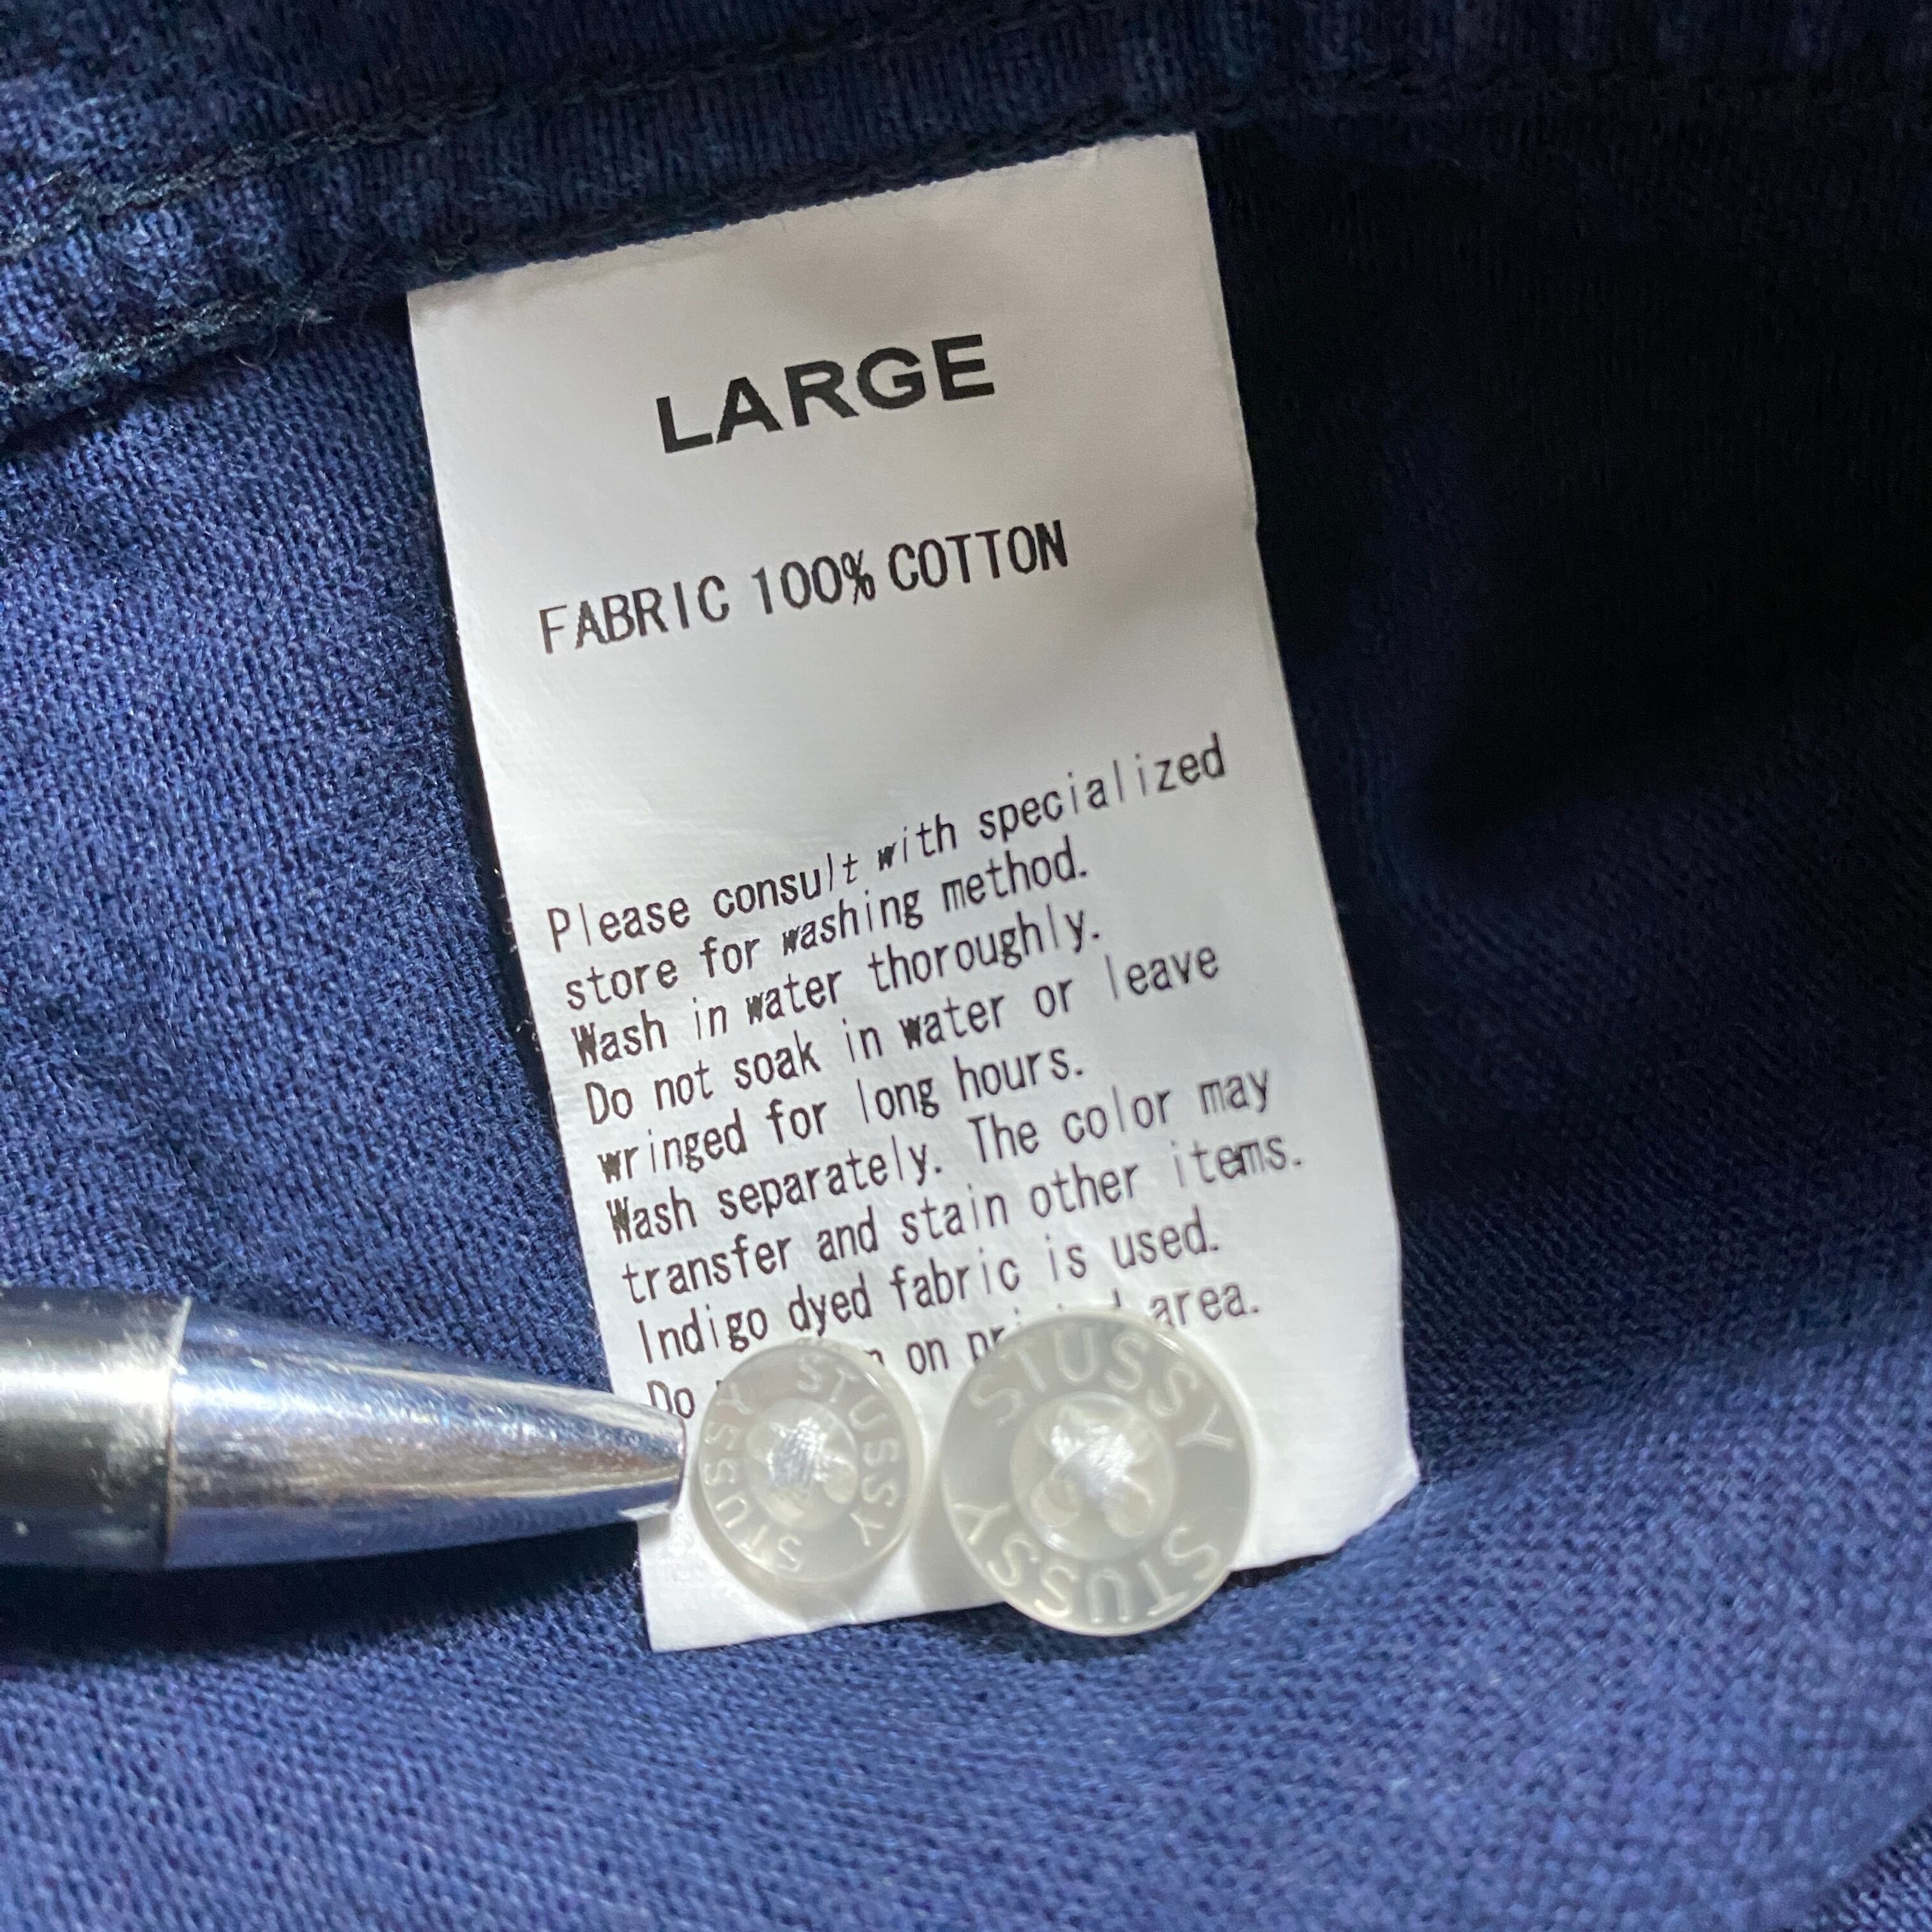 LARGE
FABRIC 100% COTTON
Please consult with specialized
store for washing method.
Wash in water thoroughly.
Do not soak in water or leave
wringed for long hours.
Wash separately. The color may
transfer and stain other items.
Indigo dyed fabric is used.
Do on area.
STUSSY STUSSY
STUSSY STUSSY